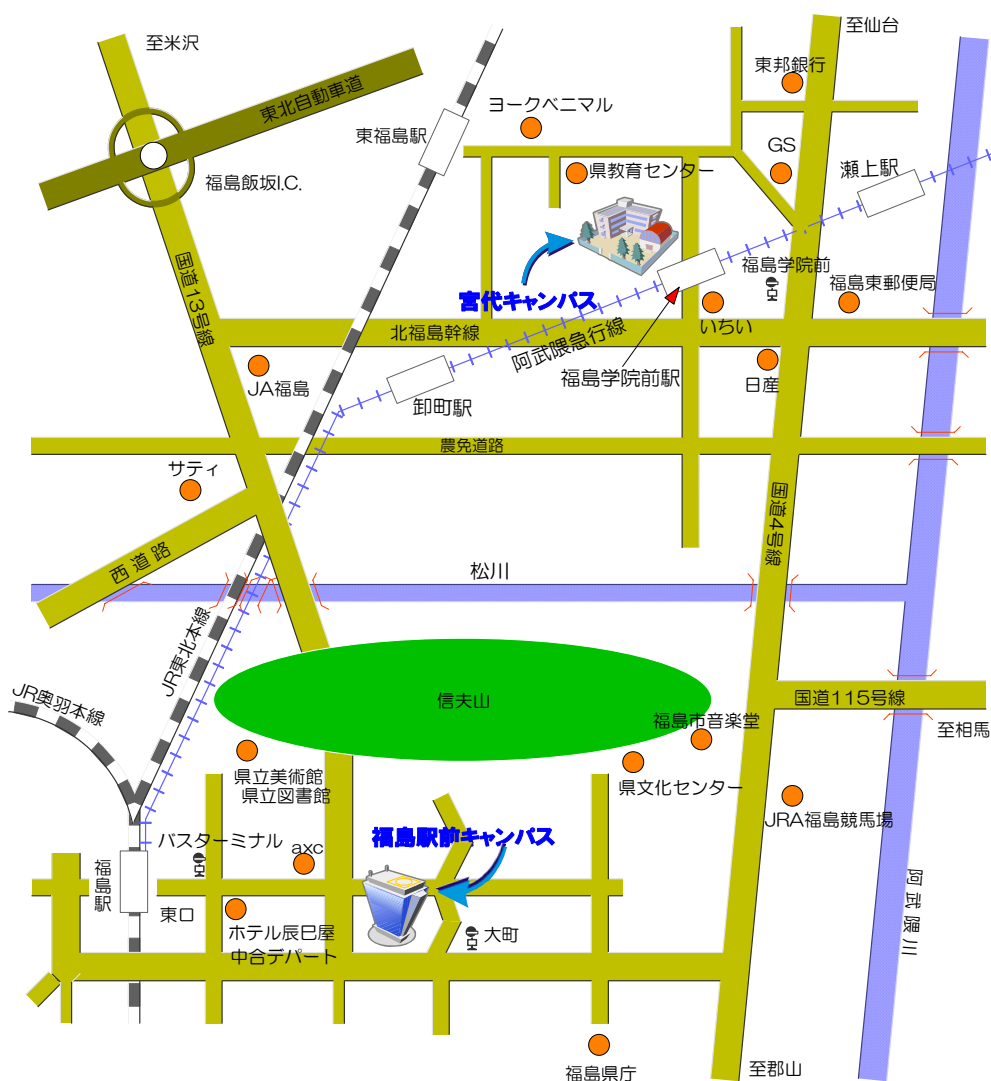 至米沢
至仙台
東邦銀行
東北自動車道
ヨークベニマル
東福島駅
GS
県教育センター
瀬上駅
福島飯坂I.C.
福島学院前
福島東郵便局
国道13号線
宮代キャンパス
北福島幹線
いちい
阿武隈急行線
福島学院前駅
JA福島
日産
卸町駅
農免道路
サティ
国道4号線
西道路
松川
JR東北本線
JR奥羽本線
信夫山
国道115号線
福島市音楽堂
至相馬
県立美術館
県立図書館
県文化センター
JRA福島競馬場
バスターミナル
福島駅前キャンパス
axc
福島駅
阿武隈川
東口
ホテル辰巳屋
中合デパート
大町
福島県庁
至郡山